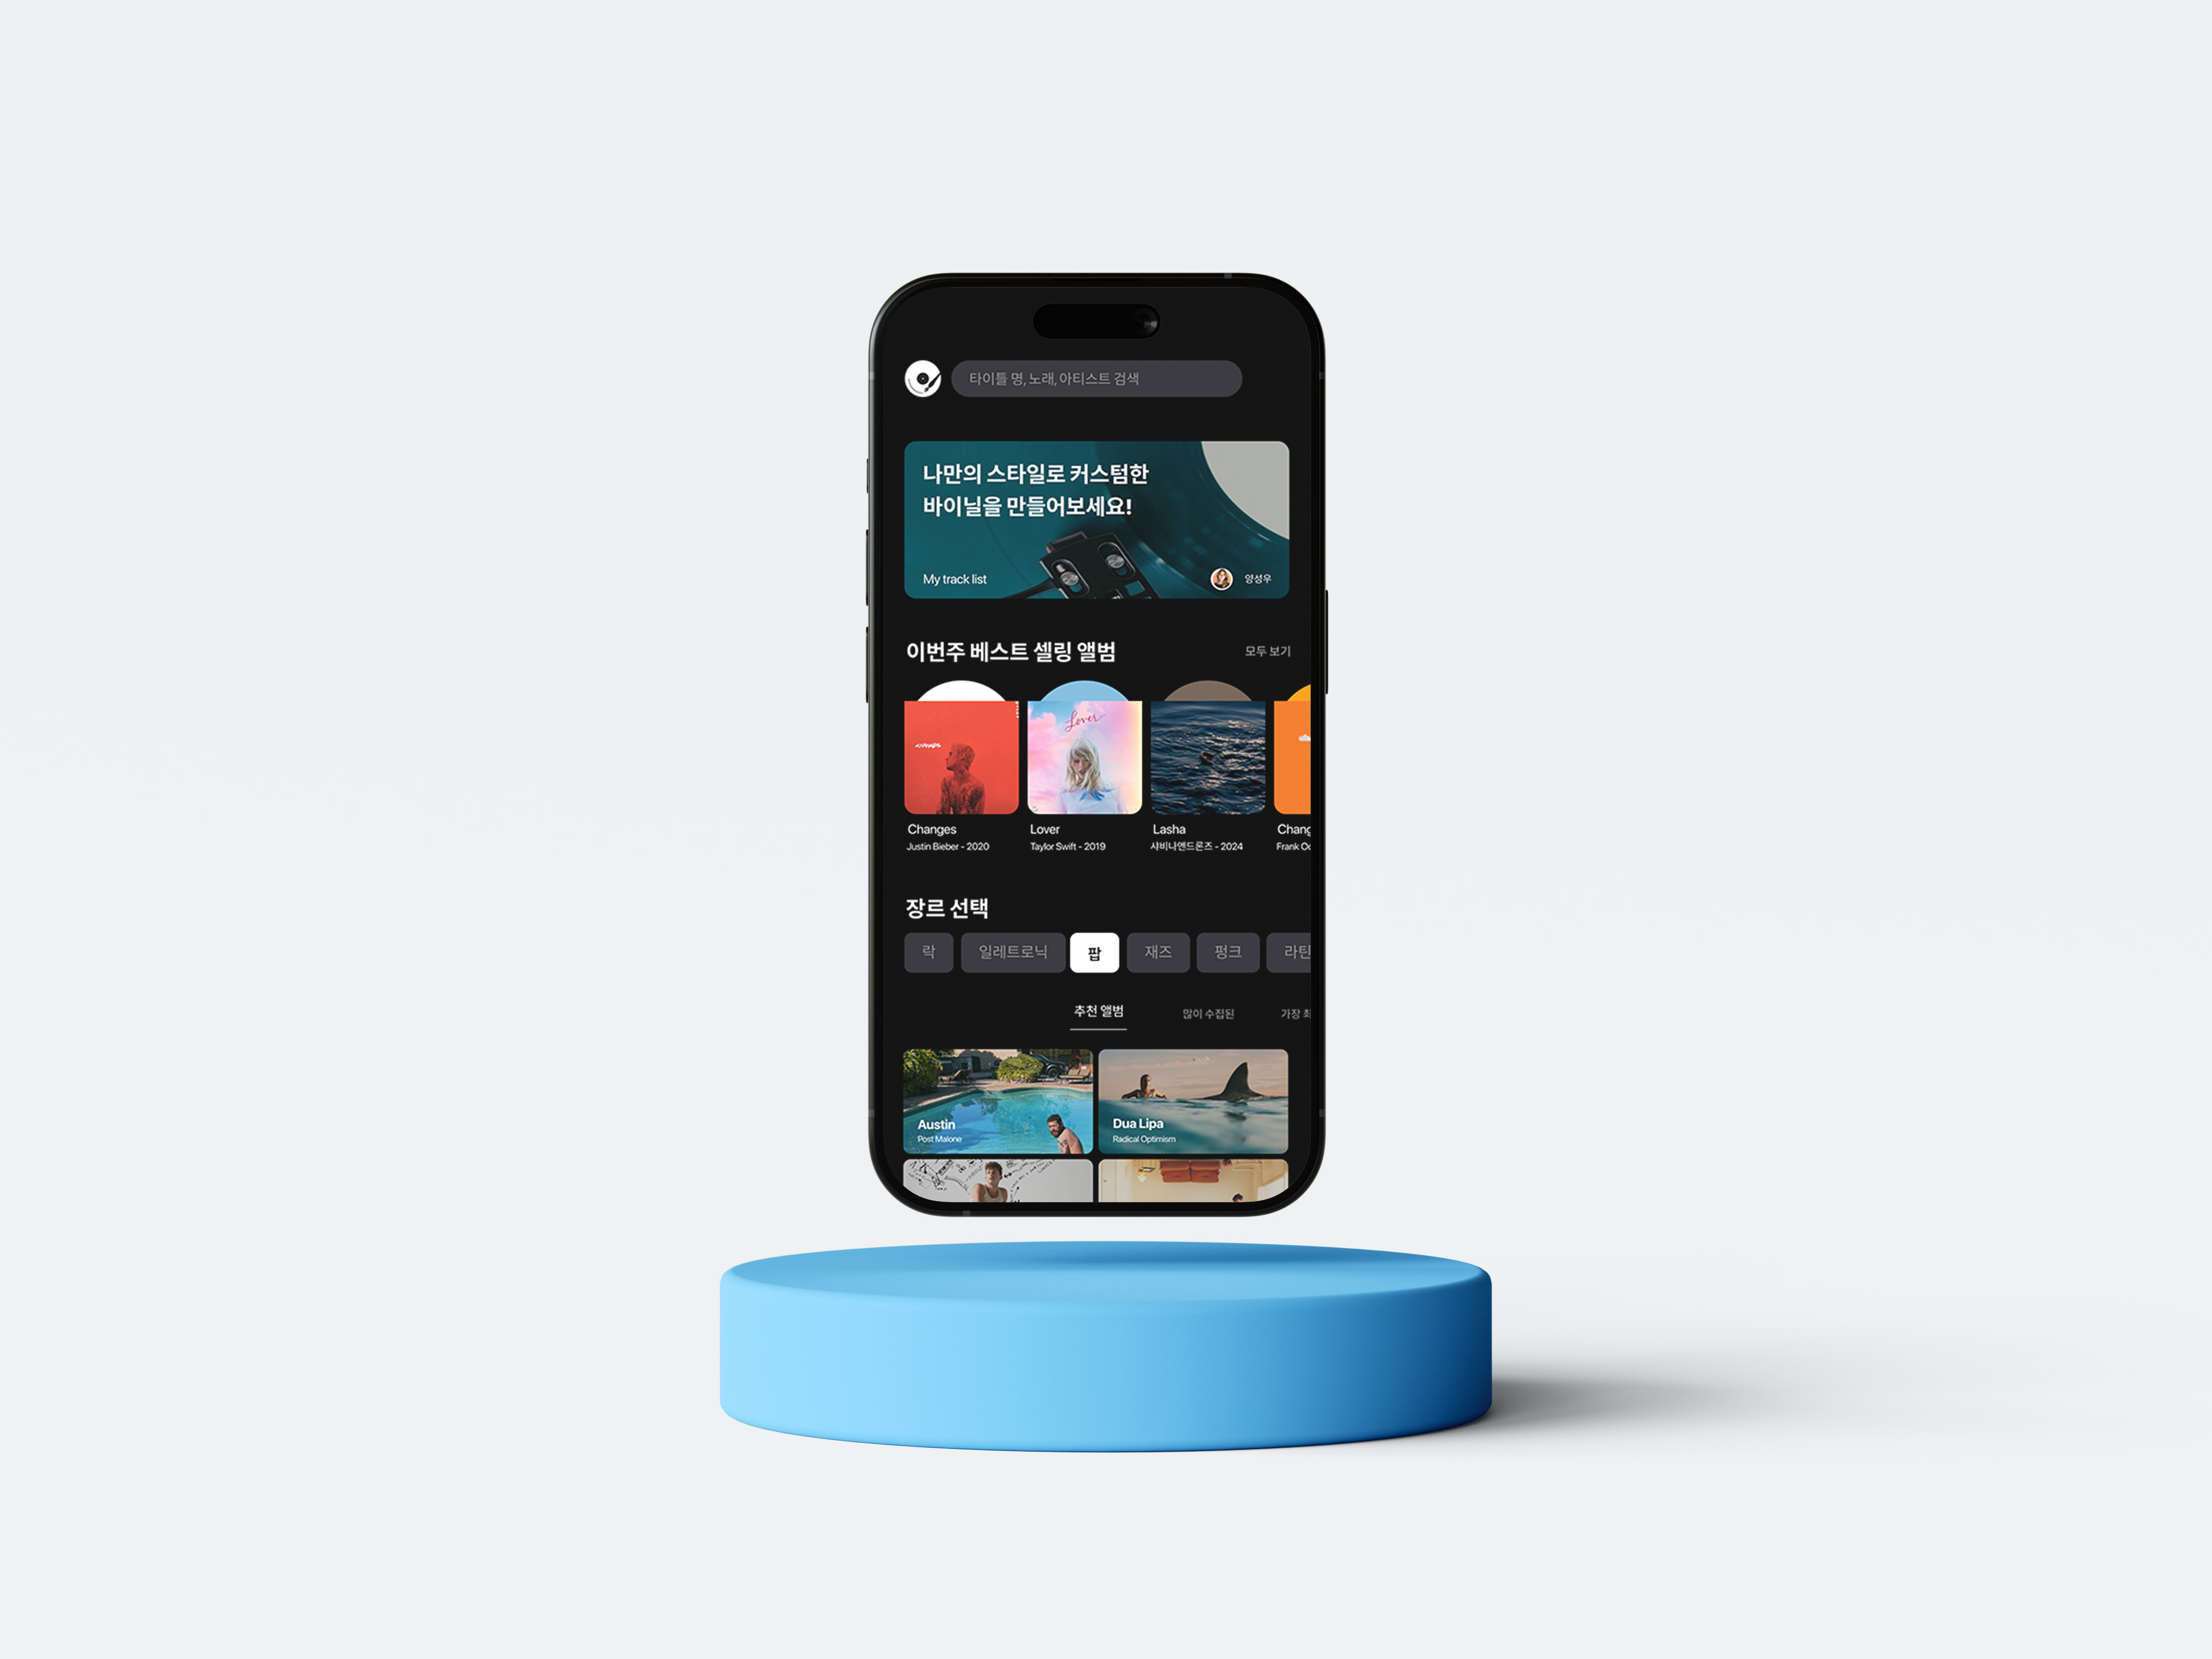 타이틀 명, 노래, 아티스트 검색
나만의 스타일로 커스텀한
바이닐을 만들어보세요!
My track list
양성우
이번주 베스트 셀링 앨범
모두 보기
Lover
Changes
Lover
Lasha
Chang
Justin Bieber - 2020
Taylor Swift - 2019
샤비나앤드론즈 - 2024
Frank Oc
장르 선택
락
일레트로닉
팝
재즈
펑크
라틴
추천 앨범
많이 수집된
가장 최
Austin
Post Malone
Dua Lipa
Radical Optimism